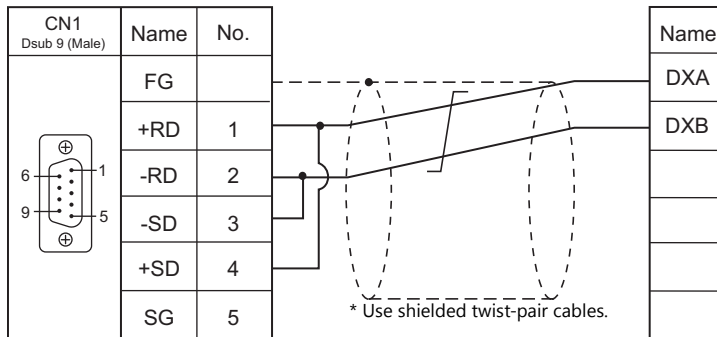 CN1
Dsub 9 (Male)
Name No.
Name
FG
DXA
+RD 1
DXB
-RD 2
6 1
9 5
-SD 3
+SD 4
SG 5
* Use shielded twist-pair cables.